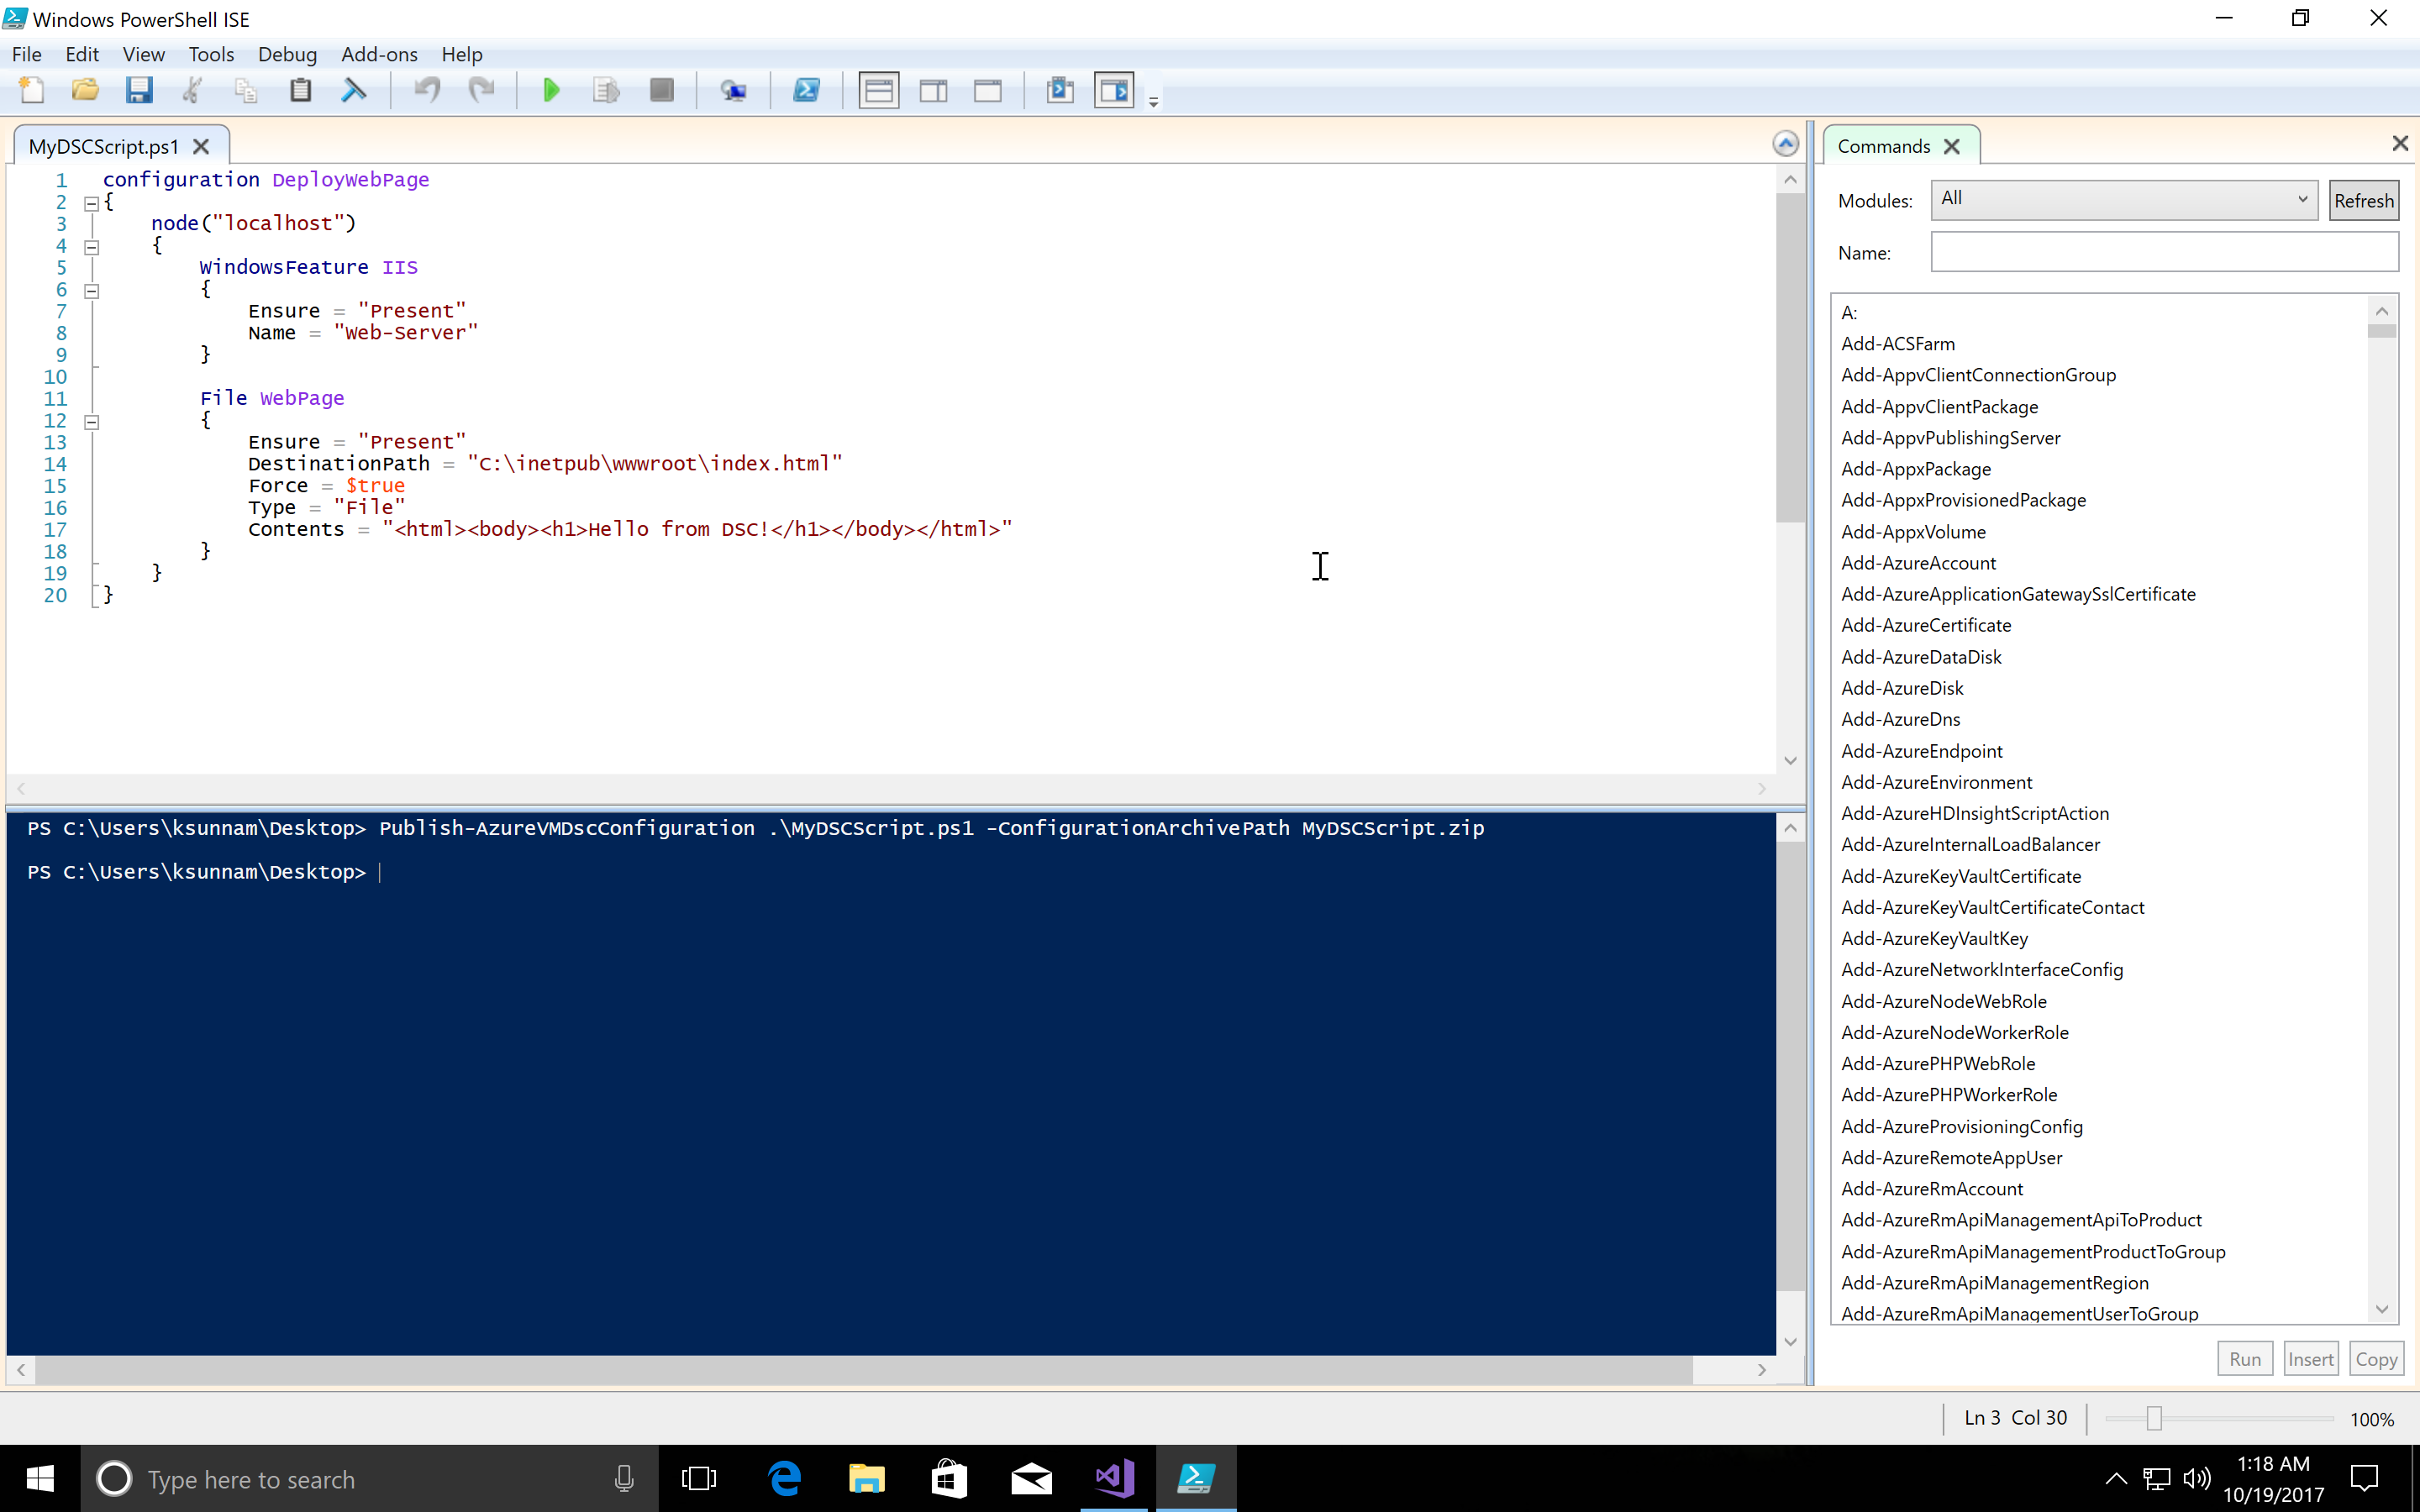 Windows PowerShell ISE
File Edit View Tools Debug Add-ons Help
MyDSCScript.ps1
1 configuration DeployWebPage
2 {
3 node("localhost")
4 {
5 WindowsFeature IIS
6 {
7 Ensure = "Present"
8 Name = "Web-Server"
9 }
10
11 File WebPage
12 {
13 Ensure = "Present"
14 DestinationPath = "C:\inetpub\wwwroot\index.html"
15 Force = $true
16 Type = "File"
17 Contents = "<html><body><h1>Hello from DSC!</h1></body></html>"
18 }
19 }
20 }
PS C:\Users\ksunnam\Desktop> Publish-AzureVMDscConfiguration .\MyDSCScript.ps1 -ConfigurationArchivePath MyDSCScript.zip
PS C:\Users\ksunnam\Desktop>
Commands
Modules: All Refresh
Name:
A:
Add-ACSFarm
Add-AppvClientConnectionGroup
Add-AppvClientPackage
Add-AppvPublishingServer
Add-AppxPackage
Add-AppxProvisionedPackage
Add-AppxVolume
Add-AzureAccount
Add-AzureApplicationGatewaySslCertificate
Add-AzureCertificate
Add-AzureDataDisk
Add-AzureDisk
Add-AzureDns
Add-AzureEndpoint
Add-AzureEnvironment
Add-AzureHDInsightScriptAction
Add-AzureInternalLoadBalancer
Add-AzureKeyVaultCertificate
Add-AzureKeyVaultCertificateContact
Add-AzureKeyVaultKey
Add-AzureNetworkInterfaceConfig
Add-AzureNodeWebRole
Add-AzureNodeWorkerRole
Add-AzurePHPWebRole
Add-AzurePHPWorkerRole
Add-AzureProvisioningConfig
Add-AzureRemoteAppUser
Add-AzureRmAccount
Add-AzureRmApiManagementApiToProduct
Add-AzureRmApiManagementProductToGroup
Add-AzureRmApiManagementRegion
Add-AzureRmApiManagementUserToGroup
Run Insert Copy
Ln 3 Col 30 100%
Type here to search
1:18 AM
10/19/2017